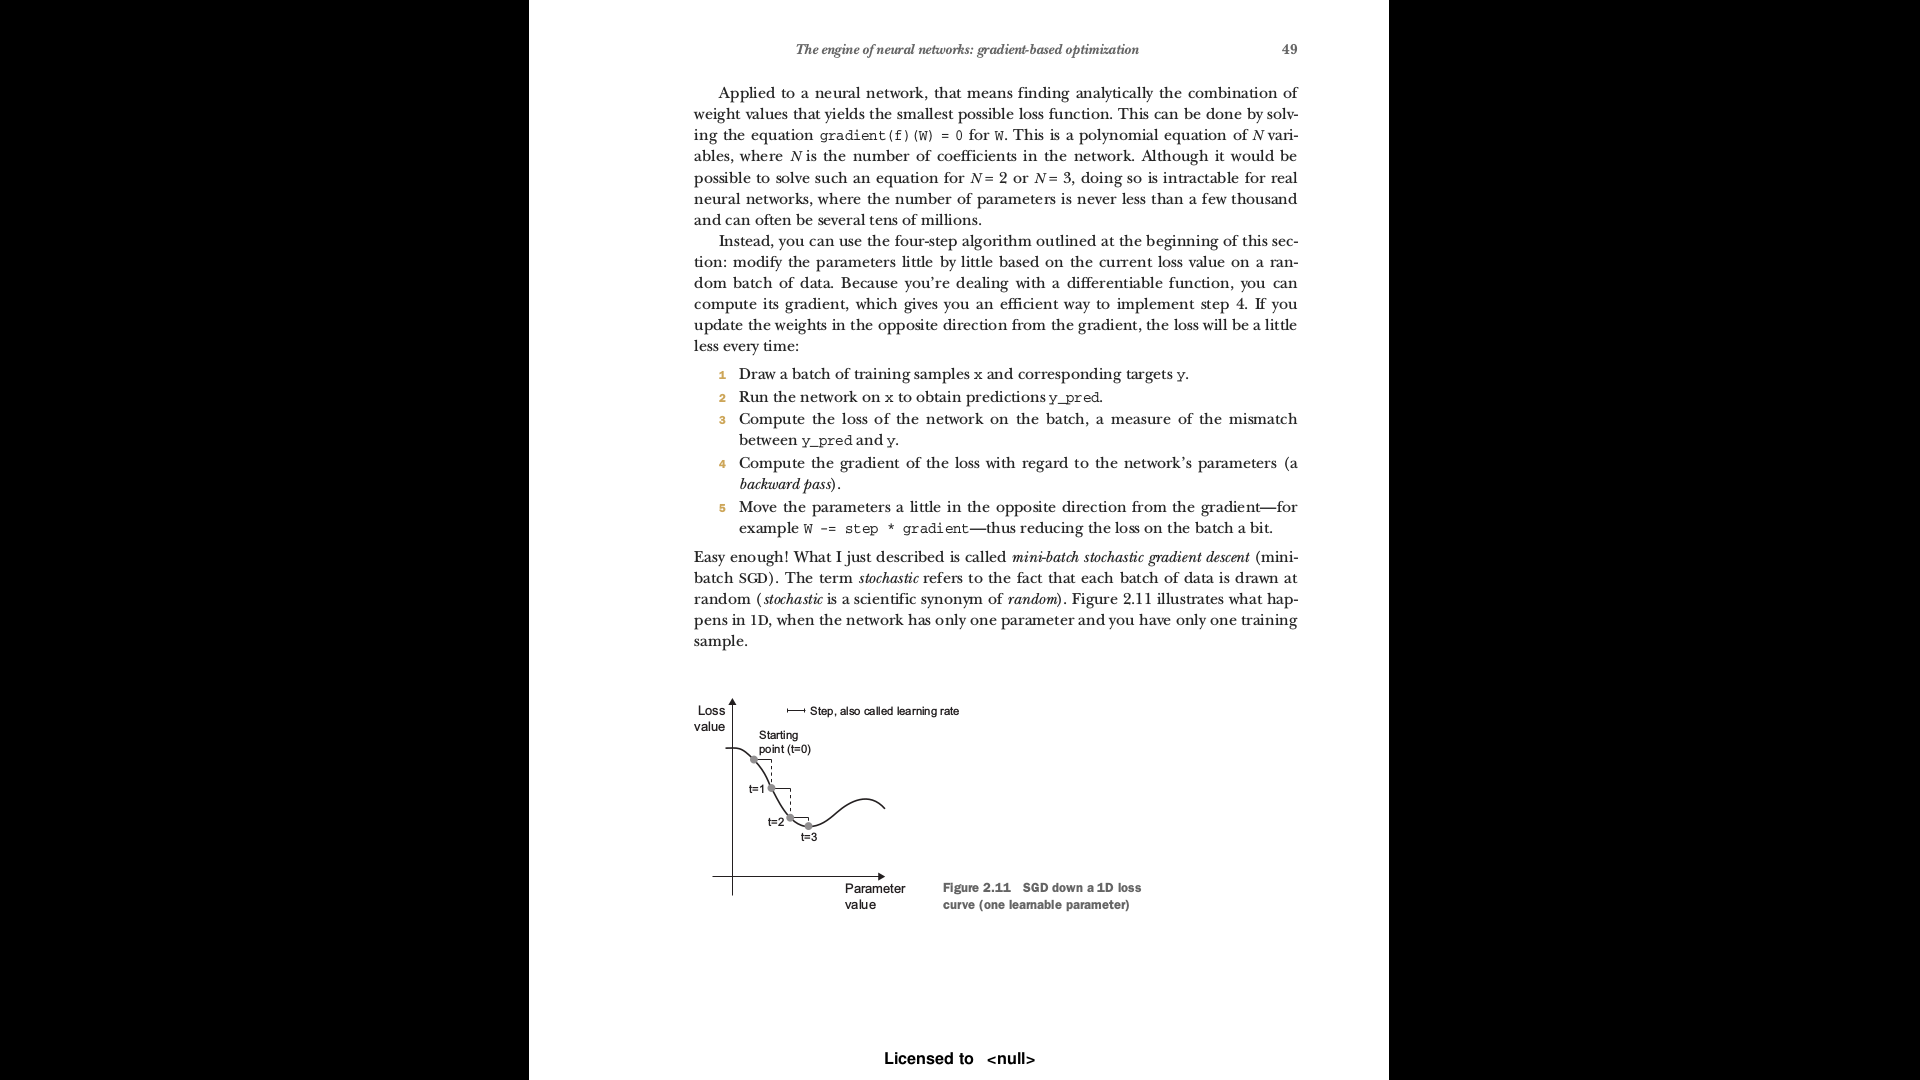 The engine of neural networks: gradient-based optimization 49
Applied to a neural network, that means finding analytically the combination of
weight values that yields the smallest possible loss function. This can be done by solv-
ing the equation gradient(f)(W) = 0 for W. This is a polynomial equation of N vari-
ables, where N is the number of coefficients in the network. Although it would be
possible to solve such an equation for N = 2 or N = 3, doing so is intractable for real
neural networks, where the number of parameters is never less than a few thousand
and can often be several tens of millions.
Instead, you can use the four-step algorithm outlined at the beginning of this sec-
tion: modify the parameters little by little based on the current loss value on a ran-
dom batch of data. Because you're dealing with a differentiable function, you can
compute its gradient, which gives you an efficient way to implement step 4. If you
update the weights in the opposite direction from the gradient, the loss will be a little
less every time:
1 Draw a batch of training samples x and corresponding targets y.
2 Run the network on x to obtain predictions y_pred.
3 Compute the loss of the network on the batch, a measure of the mismatch
between y_pred and y.
4 Compute the gradient of the loss with regard to the network's parameters (a
backward pass).
5 Move the parameters a little in the opposite direction from the gradient—for
example W -= step * gradient—thus reducing the loss on the batch a bit.
Easy enough! What I just described is called mini-batch stochastic gradient descent (mini-
batch SGD). The term stochastic refers to the fact that each batch of data is drawn at
random (stochastic is a scientific synonym of random). Figure 2.11 illustrates what hap-
pens in 1D, when the network has only one parameter and you have only one training
sample.
Loss
value
Step, also called learning rate
Starting
point (t=0)
t=1
t=2
t=3
Parameter
value
Figure 2.11 SGD down a 1D loss
curve (one learnable parameter)
Licensed to <null>